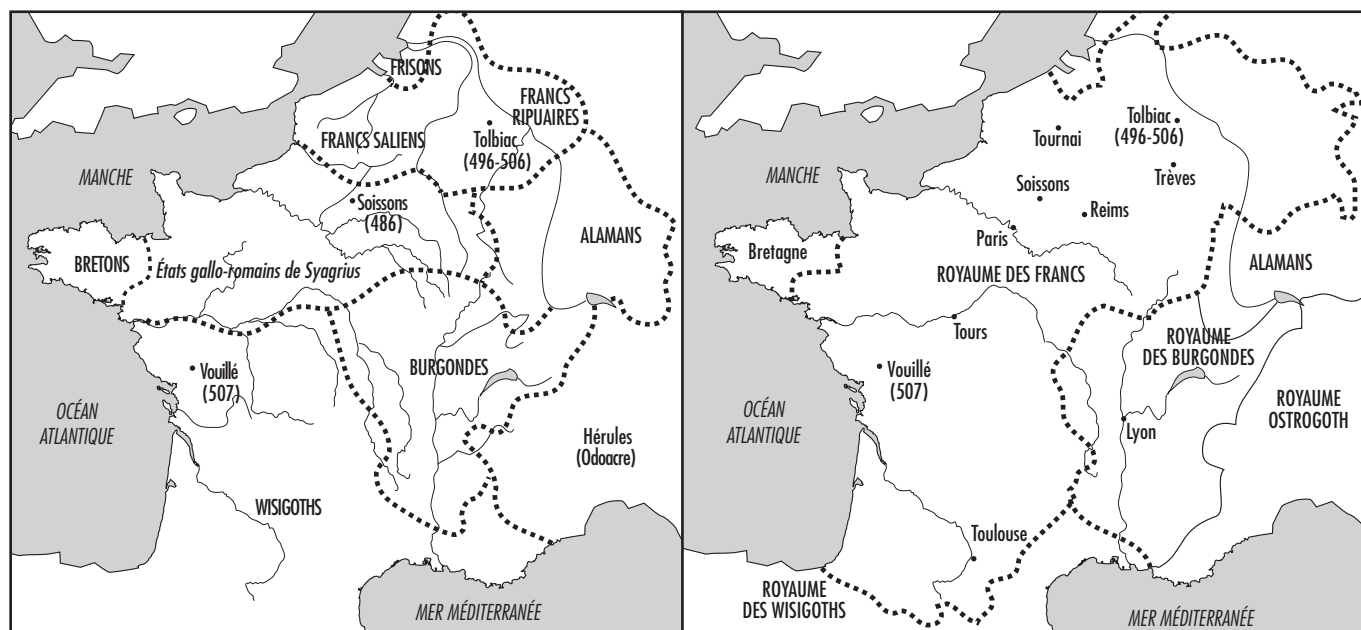 FRISONS
FRANCS
RIPUAIRES
FRANCS SALIENS
Tolbiac
(496-506)
MANCHE
Soissons
(486)
ALAMANS
BRETONS
États gallo-romains de Syagrius
Vouillé
(507)
BURGONDES
OCÉAN
ATLANTIQUE
Hérules
(Odoacre)
WISIGOTHS
MER MÉDITERRANÉE
Tournai
Tolbiac
(496-506)
MANCHE
Soissons
Trèves
Reims
Paris
Bretagne
ALAMANS
ROYAUME DES FRANCS
Tours
ROYAUME
DES BURGONDES
Vouillé
(507)
OCÉAN
ATLANTIQUE
ROYAUME
OSTROGOTH
Lyon
Toulouse
ROYAUME
DES WISIGOTHS
MER MÉDITERRANÉE